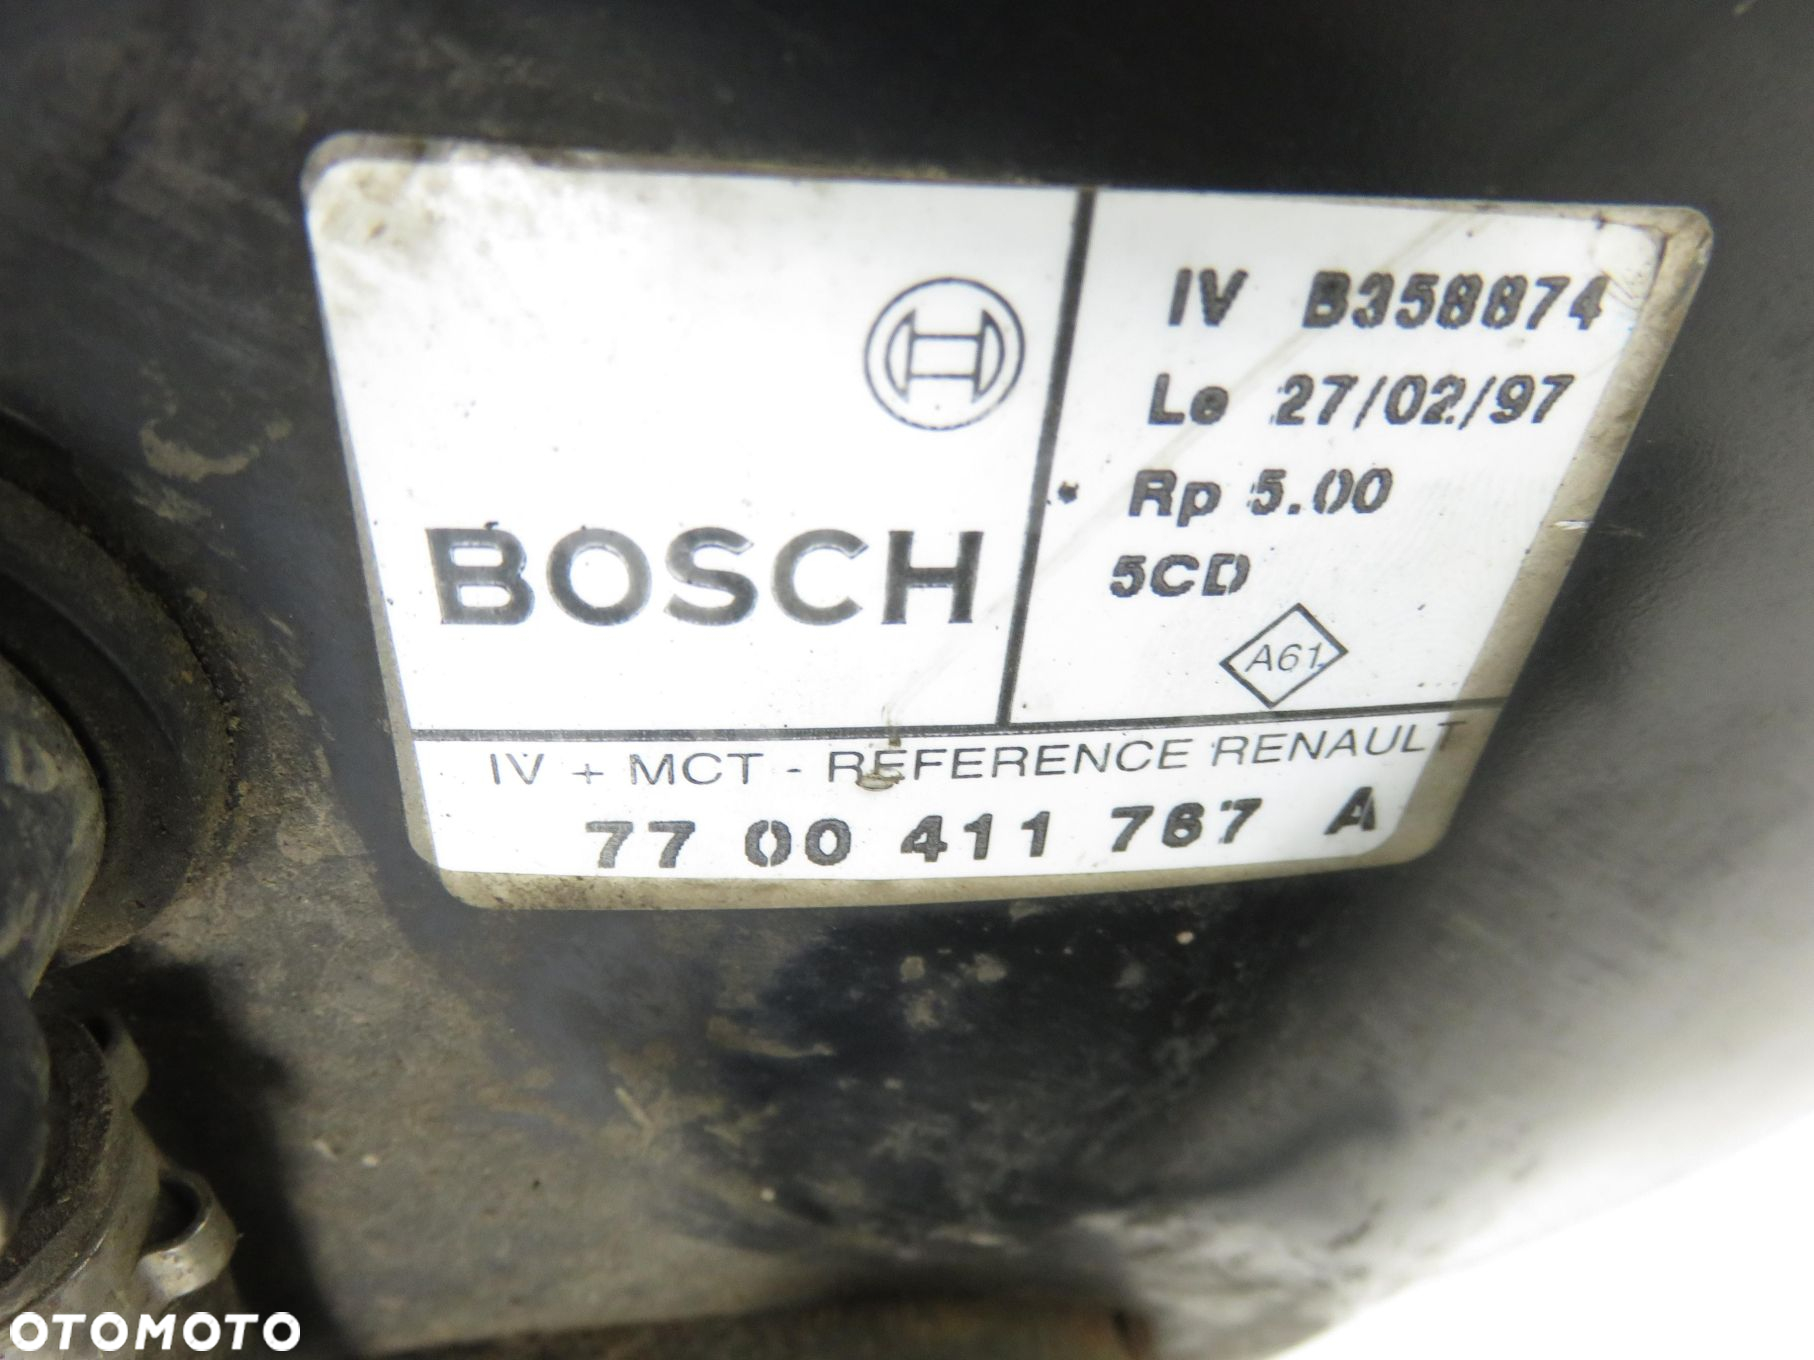 BOSCH
IV B358874
Le 27/02/97
Rp 5.00
5CD
A61
IV + MCT - REFERENCE RENAULT
77 00 411 767 A
OTOMOTO